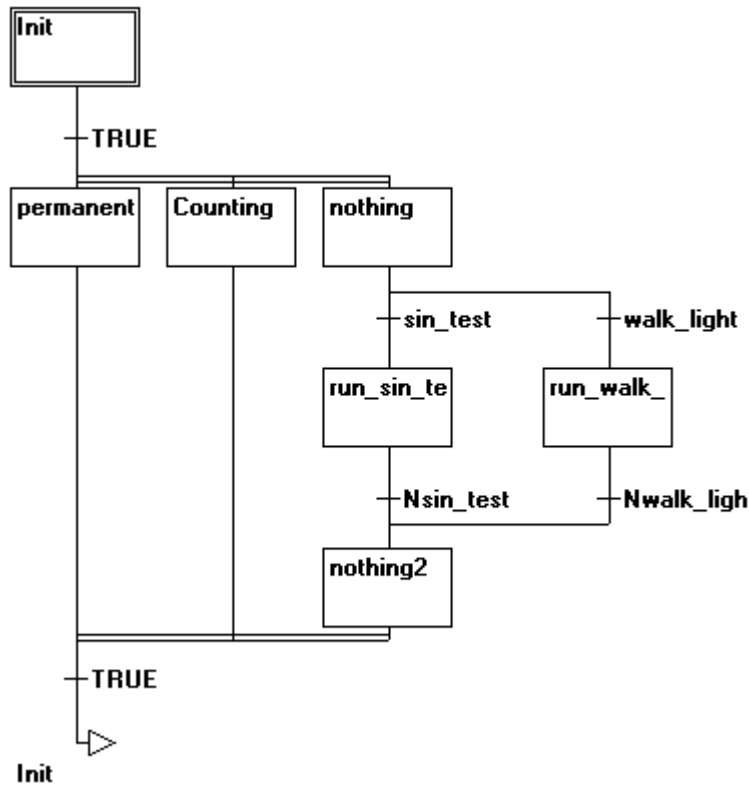 Init
TRUE
permanent
Counting
nothing
sin_test
walk_light
run_sin_te
run_walk_
Nsin_test
Nwalk_ligh
nothing2
TRUE
Init